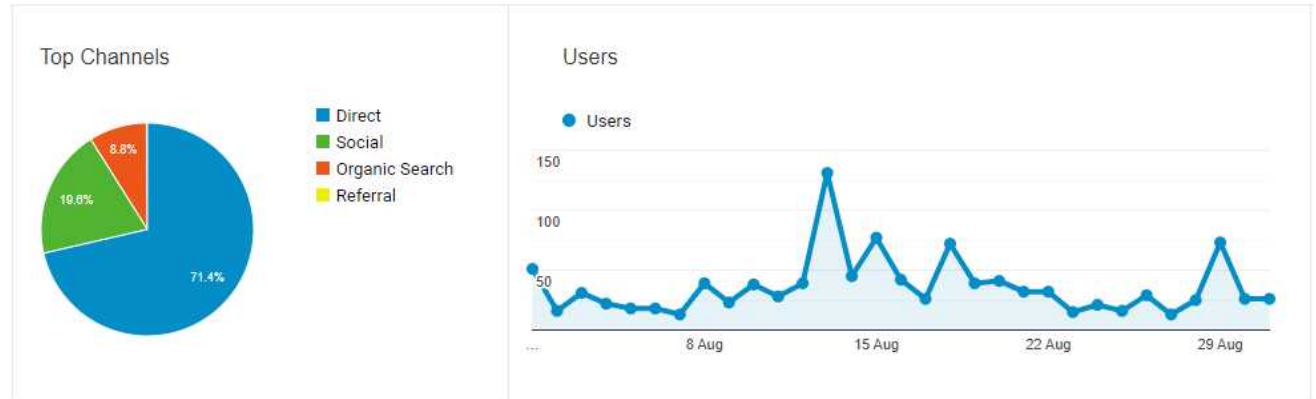 Top Channels
Direct
Social
Organic Search
Referral
8.8%
19.6%
71.4%
Users
Users
150
100
50
...
8 Aug
15 Aug
22 Aug
29 Aug